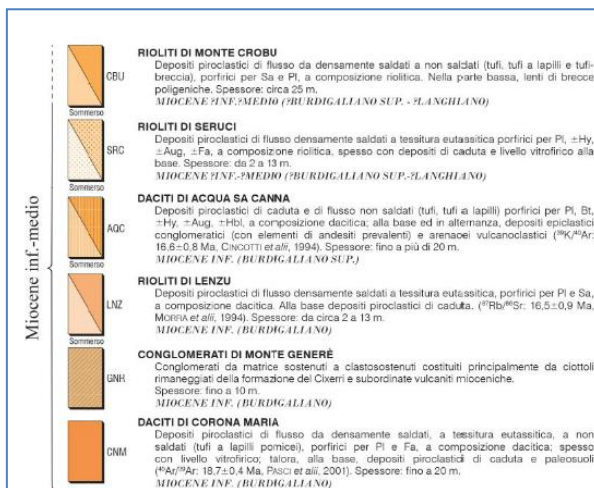 RIOLITI DI MONTE CROBU
Depositi piroclastici di flusso da densamente saldati a non saldati (tufi, tufi a lapilli e tufi-
breccia), porfirici per Sa e Pl, a composizione riolitica. Nella parte bassa, lenti di brecce
poligeniche. Spessore: circa 25 m.
MIOCENE ?INF.?MEDIO (?BURDIGALIANO SUP. - ?LANGHIANO)
CBU
Sommerso
RIOLITI DI SERUCI
Depositi piroclastici di flusso densamente saldati a tessitura eutassitica porfirici per Pl, ±Hy,
±Aug, ±Fa, a composizione riolitica, spesso con depositi di caduta e livello vitrofirico alla
base. Spessore: da 2 a 13 m.
MIOCENE ?INF.-?MEDIO (?BURDIGALIANO SUP.-?LANGHIANO)
SRC
Sommerso
DACITI DI ACQUA SA CANNA
Depositi piroclastici di caduta e di flusso non saldati (tufi, tufi a lapilli) porfirici per Pl, Bt,
±Hy, ±Aug, ±Hbl, a composizione dacitica; alla base ed in alternanza, depositi epiclastici
conglomeratici (con elementi di andesiti prevalenti) e arenacei vulcanoclastici (³⁹K/⁴⁰Ar:
16,6±0,8 Ma, CINCOTTI et alii, 1994). Spessore: fino a più di 20 m.
MIOCENE INF. (BURDIGALIANO SUP.)
AQC
Sommerso
RIOLITI DI LENZU
Depositi piroclastici di flusso densamente saldati a tessitura eutassitica, porfirici per Pl e Sa,
a composizione dacitica. Alla base depositi piroclastici di caduta. (⁸⁷Rb/⁸⁶Sr: 16,5±0,9 Ma,
MORRA et alii, 1994). Spessore: da circa 2 a 13 m.
MIOCENE INF. (BURDIGALIANO)
LNZ
Sommerso
CONGLOMERATI DI MONTE GENERÈ
Conglomerati da matrice sostenuti a clastosostenuti costituiti principalmente da ciottoli
rimaneggiati della formazione del Cixerri e subordinate vulcaniti mioceniche.
Spessore: fino a 10 m.
MIOCENE INF. (BURDIGALIANO)
GNH
DACITI DI CORONA MARIA
Depositi piroclastici di flusso da densamente saldati, a tessitura eutassitica, a non
saldati (tufi a lapilli pomicei), porfirici per Pl e Fa, a composizione dacitica; spesso
con livello vitrofirico; talora, alla base, depositi piroclastici di caduta e paleosuoli
(⁴⁰Ar/³⁹Ar: 18,7±0,4 Ma, PASCI et alii, 2001). Spessore: fino a 20 m.
MIOCENE INF. (BURDIGALIANO)
CNM
Miocene inf.-medio